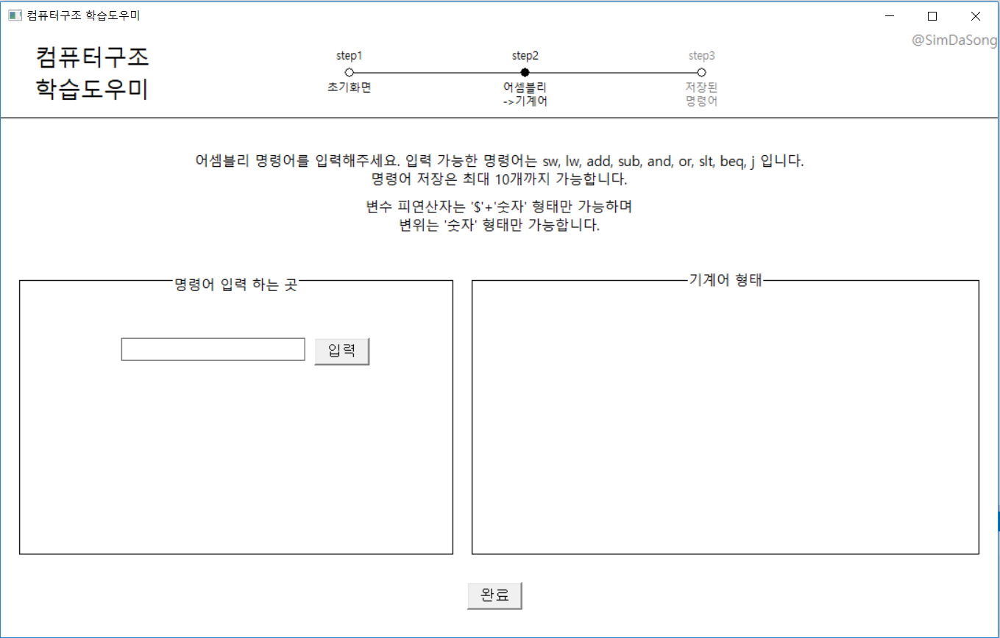 컴퓨터구조 학습도우미
@SimDaSong
컴퓨터구조
학습도우미
step1
초기화면
step2
어셈블리
->기계어
step3
저장된
명령어
어셈블리 명령어를 입력해주세요. 입력 가능한 명령어는 sw, lw, add, sub, and, or, slt, beq, j 입니다.
명령어 저장은 최대 10개까지 가능합니다.
변수 피연산자는 '$'+'숫자' 형태만 가능하며
변위는 '숫자' 형태만 가능합니다.
명령어 입력 하는 곳
입력
기계어 형태
완료